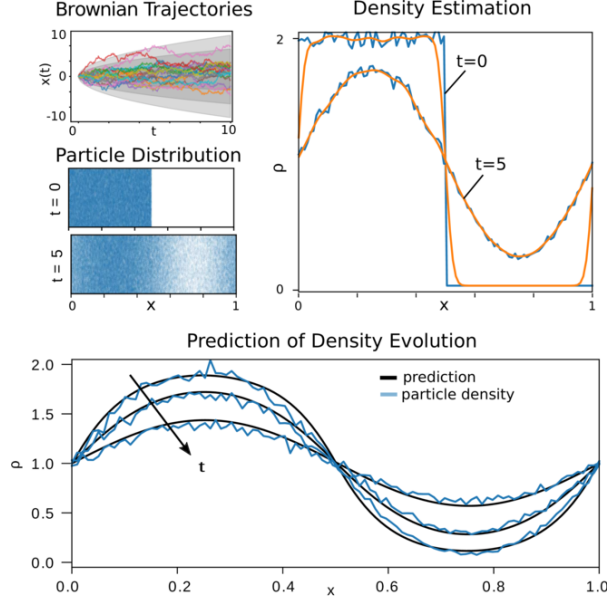 Brownian Trajectories
10
0
-10
x(t)
0
t
10
Particle Distribution
t = 0
t = 5
0
x
1
Density Estimation
2
ρ
0
t=0
t=5
0
x
1
Prediction of Density Evolution
2.0
1.5
1.0
0.5
0.0
ρ
prediction
particle density
t
0.0
0.2
0.4
x
0.6
0.8
1.0